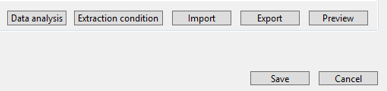 Data analysis Extraction condition Import Export Preview
Save Cancel